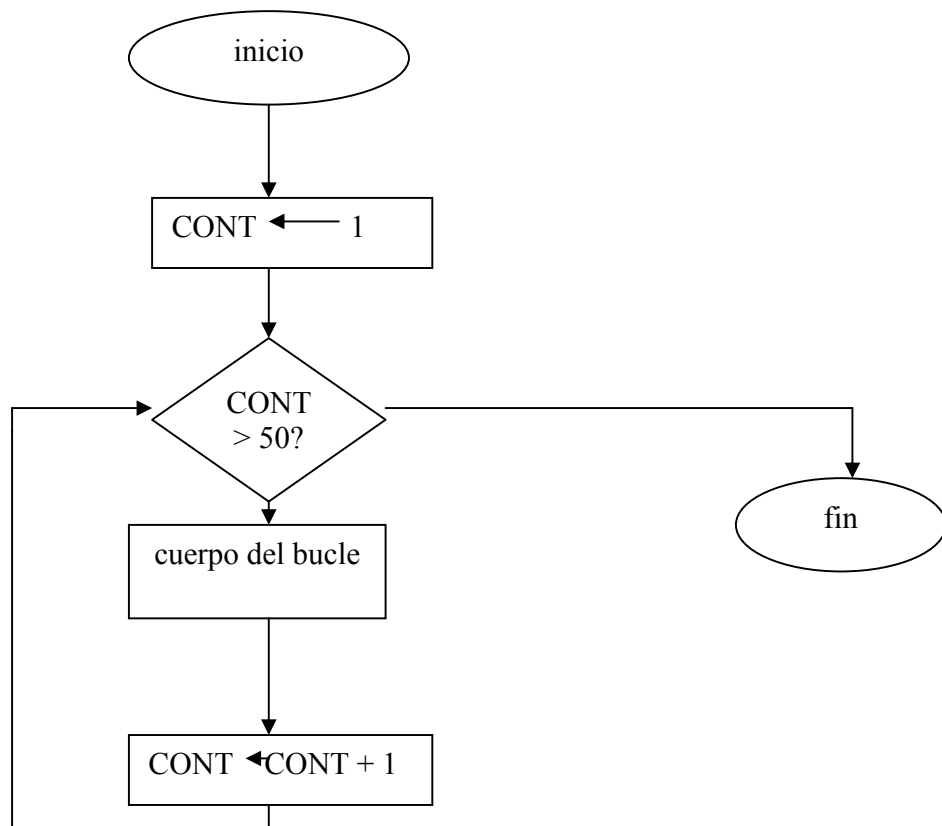 inicio
CONT 1
CONT
> 50?
fin
cuerpo del bucle
CONT CONT + 1